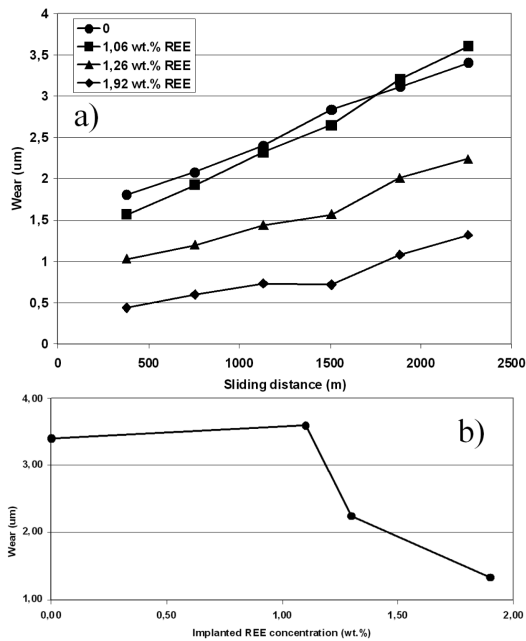 0
1,06 wt.% REE
1,26 wt.% REE
1,92 wt.% REE
a)
Wear (um)
4
3,5
3
2,5
2
1,5
1
0,5
0
0 500 1000 1500 2000 2500
Sliding distance (m)
b)
Wear (um)
4,00
3,00
2,00
1,00
0,00 0,50 1,00 1,50 2,00
Implanted REE concentration (wt.%)